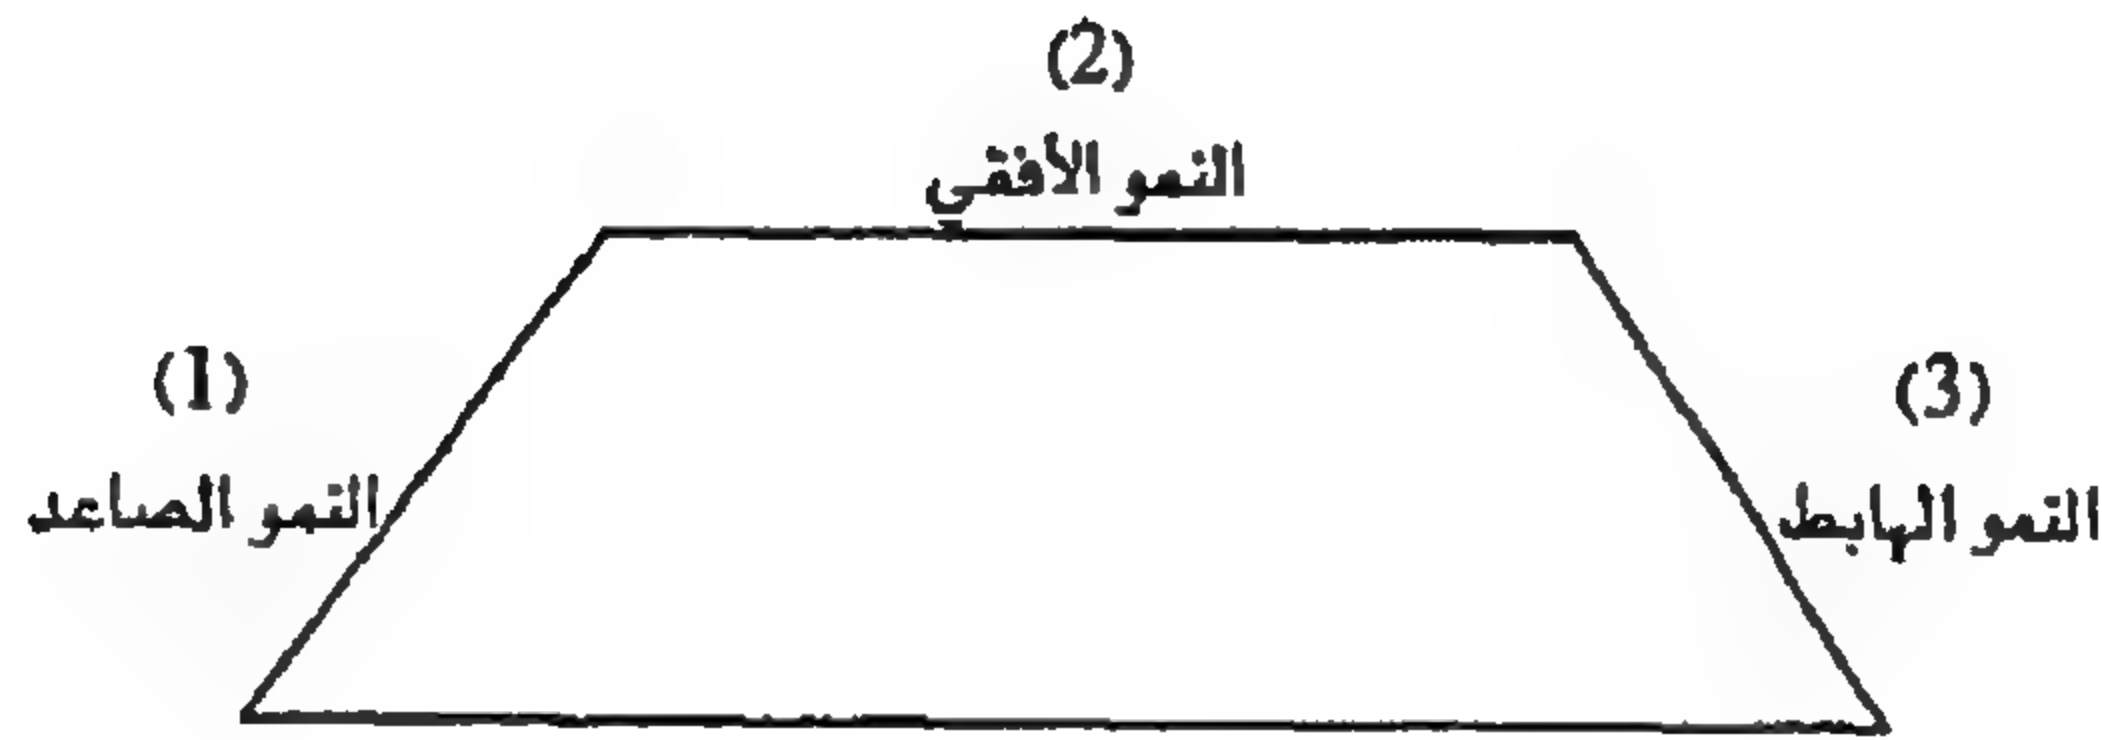 (2)
النمو الأفقي
(1)
النمو الصاعد
(3)
النمو الهابط